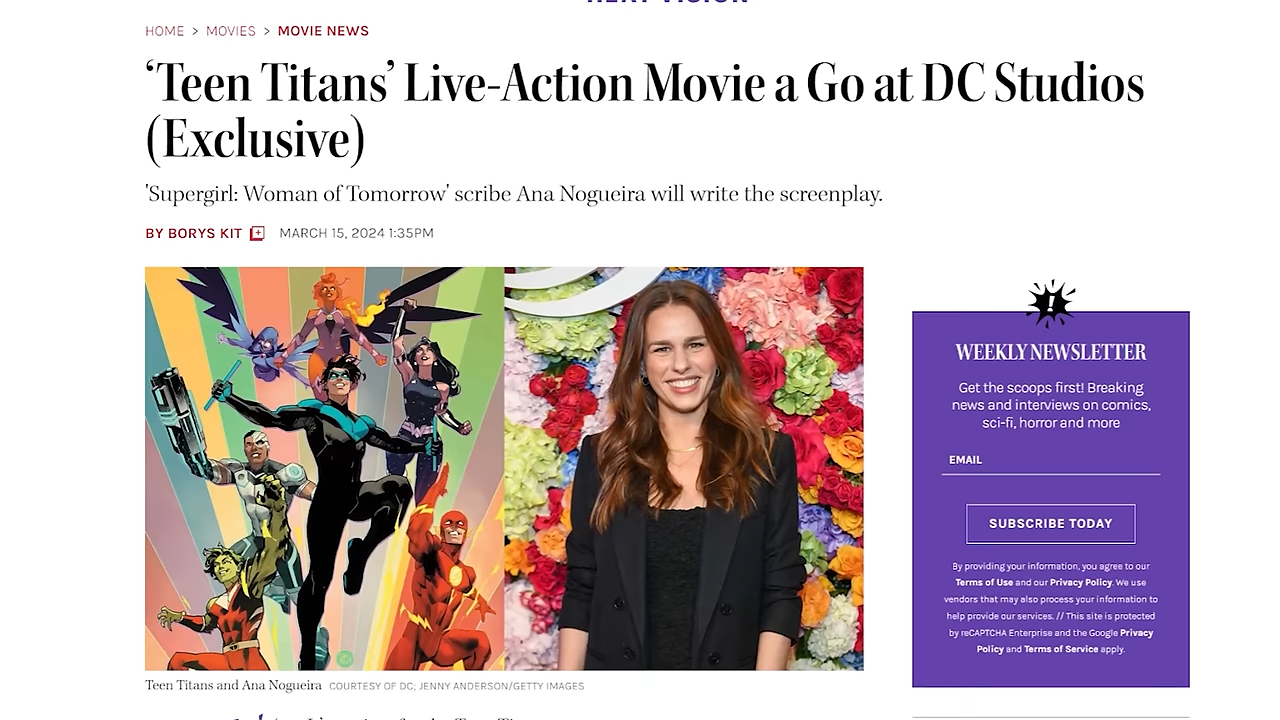 HOME > MOVIES > MOVIE NEWS
‘Teen Titans’ Live-Action Movie a Go at DC Studios
(Exclusive)
'Supergirl: Woman of Tomorrow' scribe Ana Nogueira will write the screenplay.
BY BORYS KIT MARCH 15, 2024 1:35PM
Teen Titans and Ana Nogueira COURTESY OF DC; JENNY ANDERSON/GETTY IMAGES
WEEKLY NEWSLETTER
Get the scoops first! Breaking
news and interviews on comics,
sci-fi, horror and more
EMAIL
SUBSCRIBE TODAY
By providing your information, you agree to our
Terms of Use and our Privacy Policy. We use
vendors that may also process your information to
help provide our services. // This site is protected
by reCAPTCHA Enterprise and the Google Privacy
Policy and Terms of Service apply.